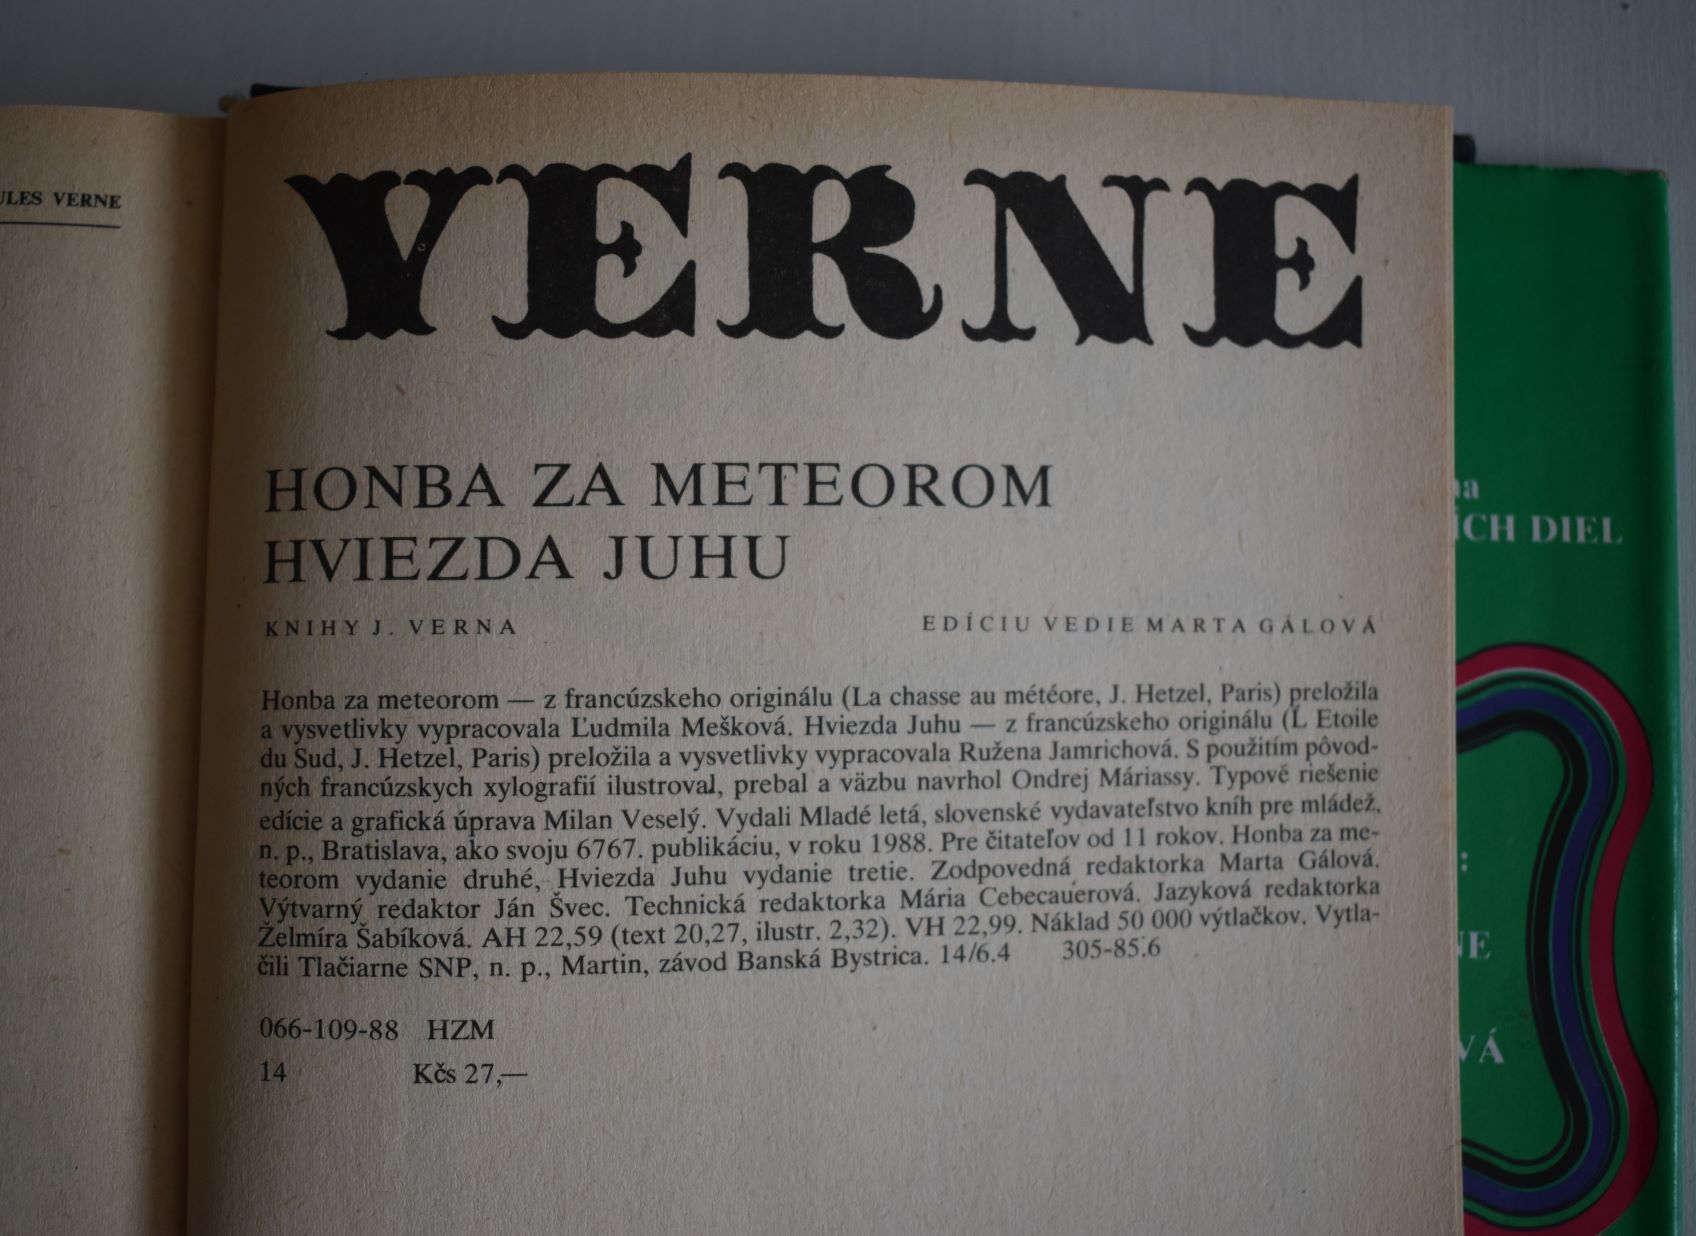 ULES VERNE
VERNE
HONBA ZA METEOROM
HVIEZDA JUHU
KNIHY J. VERNA
EDÍCIU VEDIE MARTA GÁLOVÁ
Honba za meteorom — z francúzskeho originálu (La chasse au météore, J. Hetzel, Paris) preložila
a vysvetlivky vypracovala Ľudmila Mešková. Hviezda Juhu — z francúzskeho originálu (L Etoile
du Sud, J. Hetzel, Paris) preložila a vysvetlivky vypracovala Ružena Jamrichová. S použitím pôvod-
ných francúzskych xylografií ilustroval, prebal a väzbu navrhol Ondrej Máriassy. Typové riešenie
edície a grafická úprava Milan Veselý. Vydali Mladé letá, slovenské vydavateľstvo kníh pre mládež,
n. p., Bratislava, ako svoju 6767. publikáciu, v roku 1988. Pre čitateľov od 11 rokov. Honba za me-
teorom vydanie druhé, Hviezda Juhu vydanie tretie. Zodpovedná redaktorka Marta Gálová.
Výtvarný redaktor Ján Švec. Technická redaktorka Mária Cebecauerová. Jazyková redaktorka
Želmíra Šabíková. AH 22,59 (text 20,27, ilustr. 2,32). VH 22,99. Náklad 50 000 výtlačkov. Vytla-
čili Tlačiarne SNP, n. p., Martin, závod Banská Bystrica. 14/6.4 305-85.6
066-109-88 HZM
14 Kčs 27,—
na
ÍCH DIEL
:
NE
VÁ